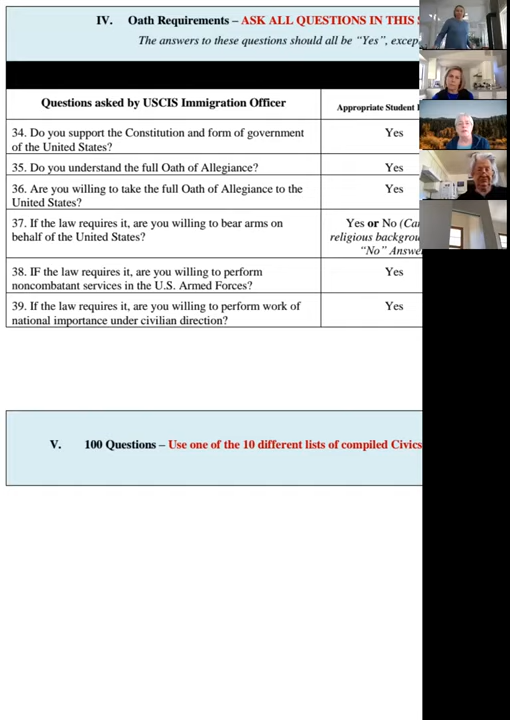 IV. Oath Requirements – ASK ALL QUESTIONS IN THIS
The answers to these questions should all be “Yes”,
Questions asked by USCIS Immigration Officer
Appropriate Student
34. Do you support the Constitution and form of government
of the United States?
Yes
35. Do you understand the full Oath of Allegiance?
Yes
36. Are you willing to take the full Oath of Allegiance to the
United States?
Yes
37. If the law requires it, are you willing to bear arms on
behalf of the United States?
Yes or No
religious
“No”
38. IF the law requires it, are you willing to perform
noncombatant services in the U.S. Armed Forces?
Yes
39. If the law requires it, are you willing to perform work of
national importance under civilian direction?
Yes
V. 100 Questions – Use one of the 10 different lists of compiled Civics